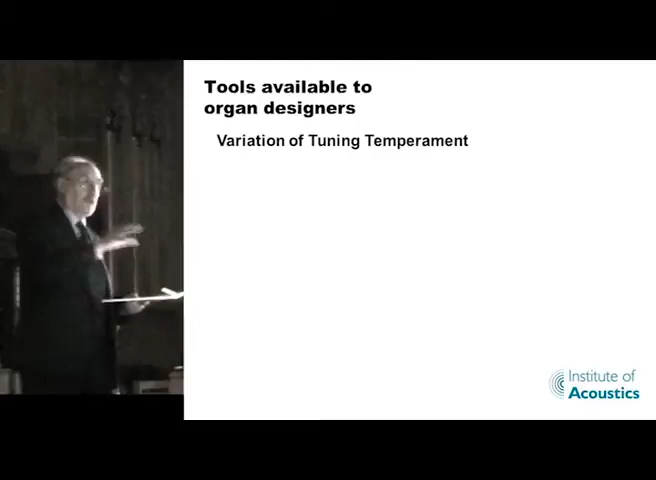 Tools available to
organ designers
Variation of Tuning Temperament
Institute of
Acoustics